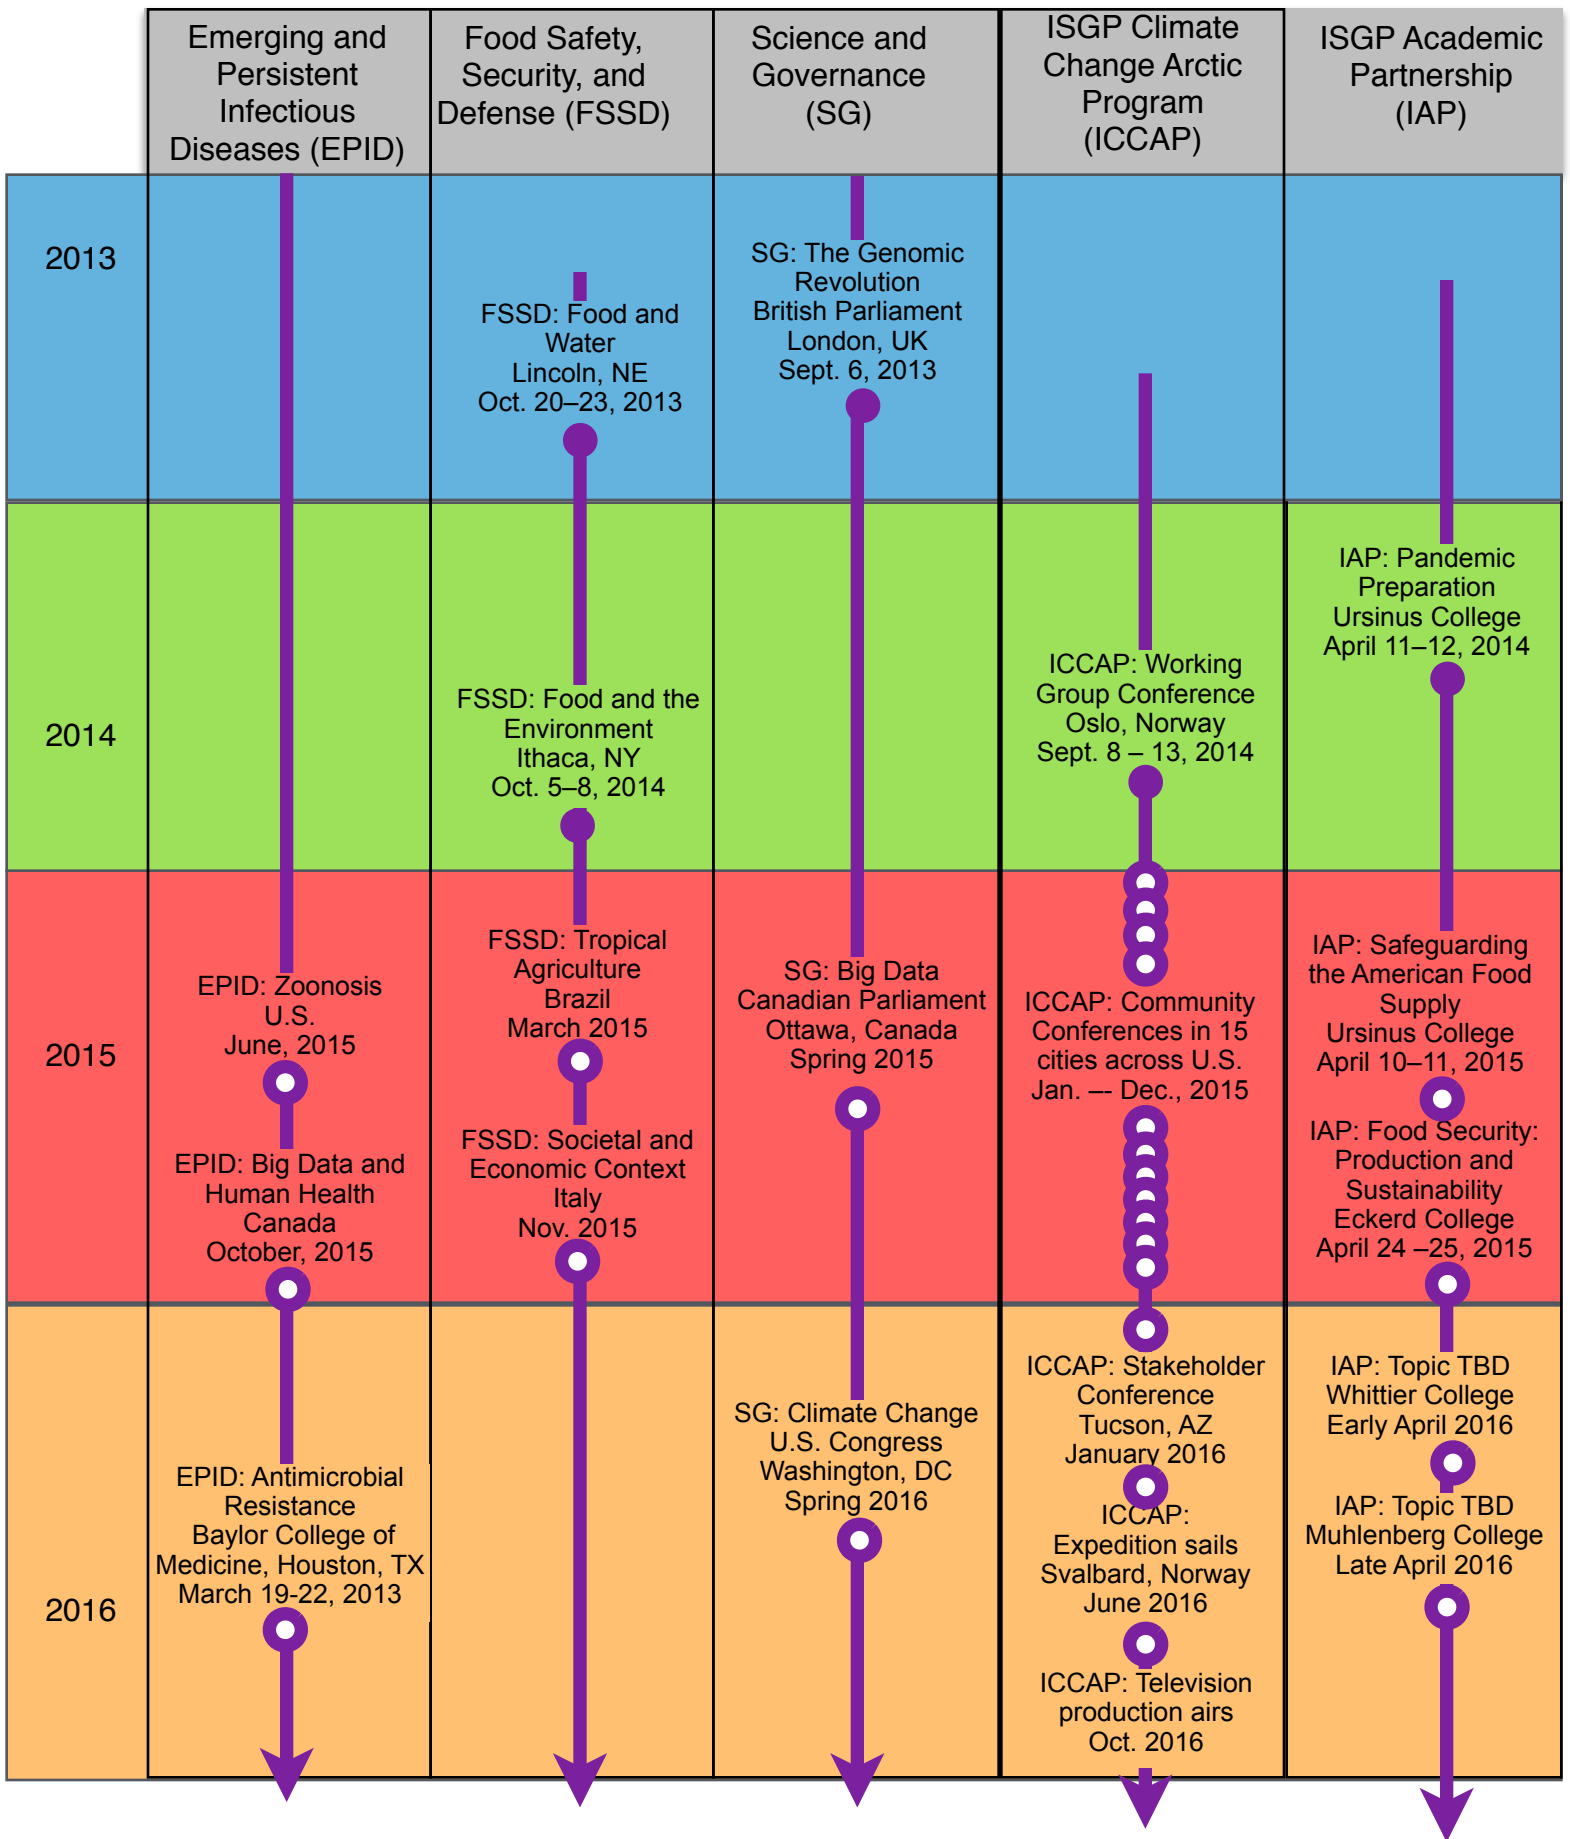 Emerging and
Persistent
Infectious
Diseases (EPID)
Food Safety,
Security, and
Defense (FSSD)
Science and
Governance
(SG)
ISGP Climate
Change Arctic
Program
(ICCAP)
ISGP Academic
Partnership
(IAP)
2013
FSSD: Food and
Water
Lincoln, NE
Oct. 20–23, 2013
SG: The Genomic
Revolution
British Parliament
London, UK
Sept. 6, 2013
2014
FSSD: Food and the
Environment
Ithaca, NY
Oct. 5–8, 2014
ICCAP: Working
Group Conference
Oslo, Norway
Sept. 8 – 13, 2014
IAP: Pandemic
Preparation
Ursinus College
April 11–12, 2014
2015
EPID: Zoonosis
U.S.
June, 2015
EPID: Big Data and
Human Health
Canada
October, 2015
FSSD: Tropical
Agriculture
Brazil
March 2015
FSSD: Societal and
Economic Context
Italy
Nov. 2015
SG: Big Data
Canadian Parliament
Ottawa, Canada
Spring 2015
ICCAP: Community
Conferences in 15
cities across U.S.
Jan. –- Dec., 2015
IAP: Safeguarding
the American Food
Supply
Ursinus College
April 10–11, 2015
IAP: Food Security:
Production and
Sustainability
Eckerd College
April 24 –25, 2015
2016
EPID: Antimicrobial
Resistance
Baylor College of
Medicine, Houston, TX
March 19-22, 2013
SG: Climate Change
U.S. Congress
Washington, DC
Spring 2016
ICCAP: Stakeholder
Conference
Tucson, AZ
January 2016
ICCAP:
Expedition sails
Svalbard, Norway
June 2016
ICCAP: Television
production airs
Oct. 2016
IAP: Topic TBD
Whittier College
Early April 2016
IAP: Topic TBD
Muhlenberg College
Late April 2016